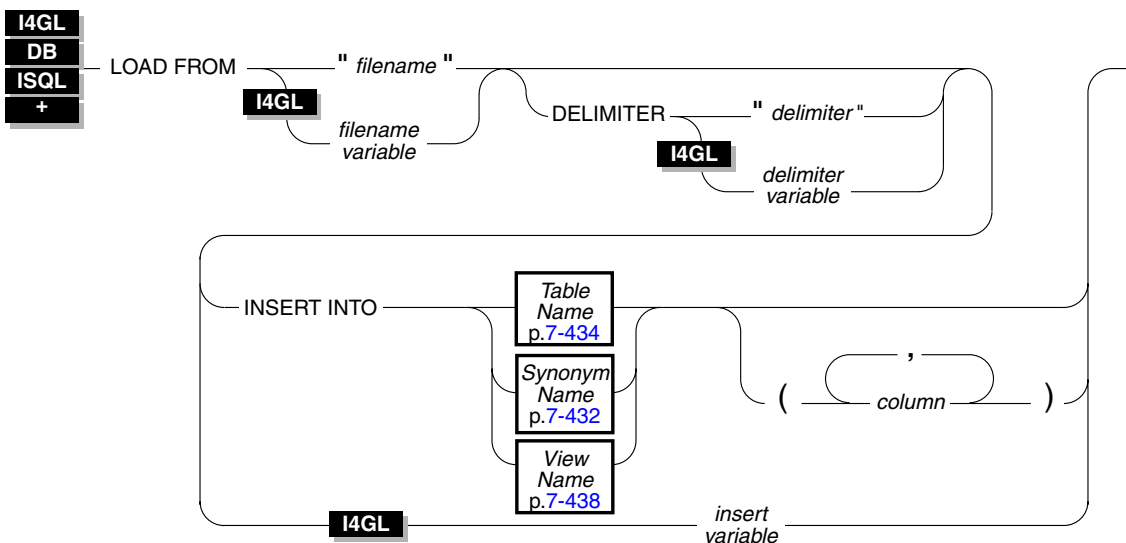 I4GL
DB
ISQL
+
LOAD FROM
" filename "
I4GL
filename
variable
DELIMITER
" delimiter "
I4GL
delimiter
variable
INSERT INTO
Table
Name
p.7-434
Synonym
Name
p.7-432
View
Name
p.7-438
( , column )
I4GL
insert
variable